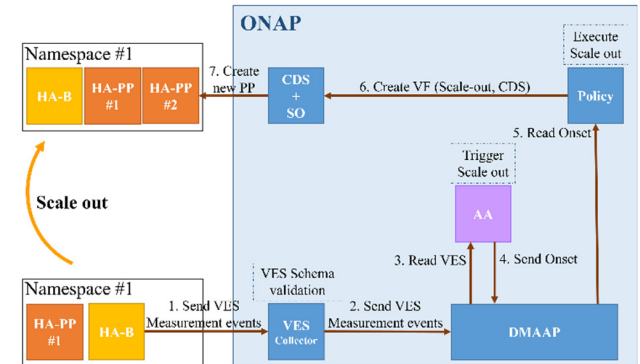 ONAP
Execute
Scale out
Namespace #1
HA-B
HA-PP
#1
HA-PP
#2
7. Create
new PP
CDS
+
SO
6. Create VF (Scale-out, CDS)
Policy
5. Read Onset
Trigger
Scale out
AA
Scale out
3. Read VES
4. Send Onset
Namespace #1
HA-PP
#1
HA-B
1. Send VES
Measurement events
VES Schema
validation
VES
Collector
2. Send VES
Measurement events
DMAAP